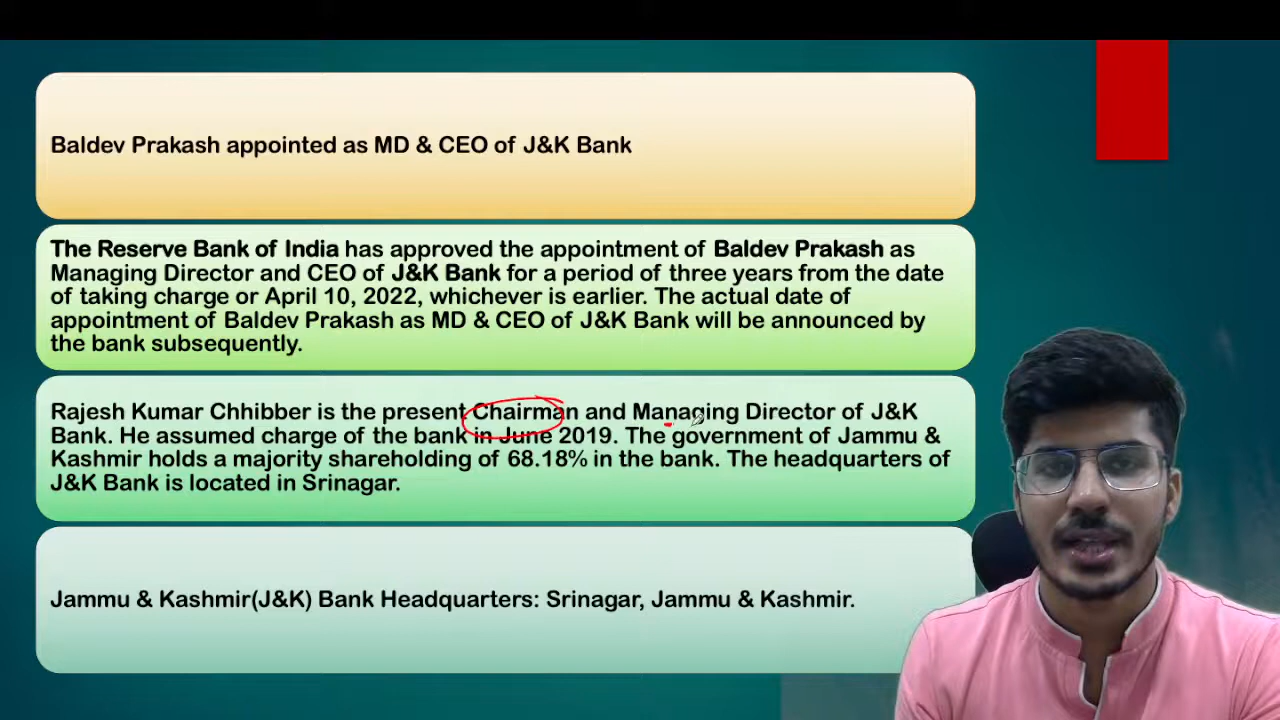 Baldev Prakash appointed as MD & CEO of J&K Bank
The Reserve Bank of India has approved the appointment of Baldev Prakash as
Managing Director and CEO of J&K Bank for a period of three years from the date
of taking charge or April 10, 2022, whichever is earlier. The actual date of
appointment of Baldev Prakash as MD & CEO of J&K Bank will be announced by
the bank subsequently.
Rajesh Kumar Chhibber is the present Chairman and Managing Director of J&K
Bank. He assumed charge of the bank in June 2019. The government of Jammu &
Kashmir holds a majority shareholding of 68.18% in the bank. The headquarters of
J&K Bank is located in Srinagar.
Jammu & Kashmir(J&K) Bank Headquarters: Srinagar, Jammu & Kashmir.